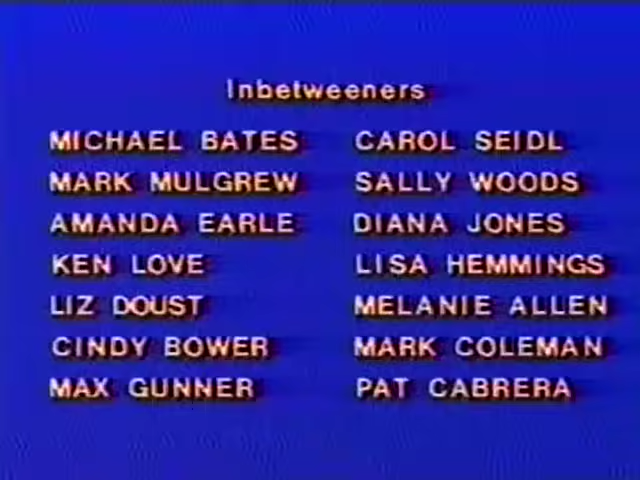 Inbetweeners
MICHAEL BATES CAROL SEIDL
MARK MULGREW SALLY WOODS
AMANDA EARLE DIANA JONES
KEN LOVE LISA HEMMINGS
LIZ DOUST MELANIE ALLEN
CINDY BOWER MARK COLEMAN
MAX GUNNER PAT CABRERA